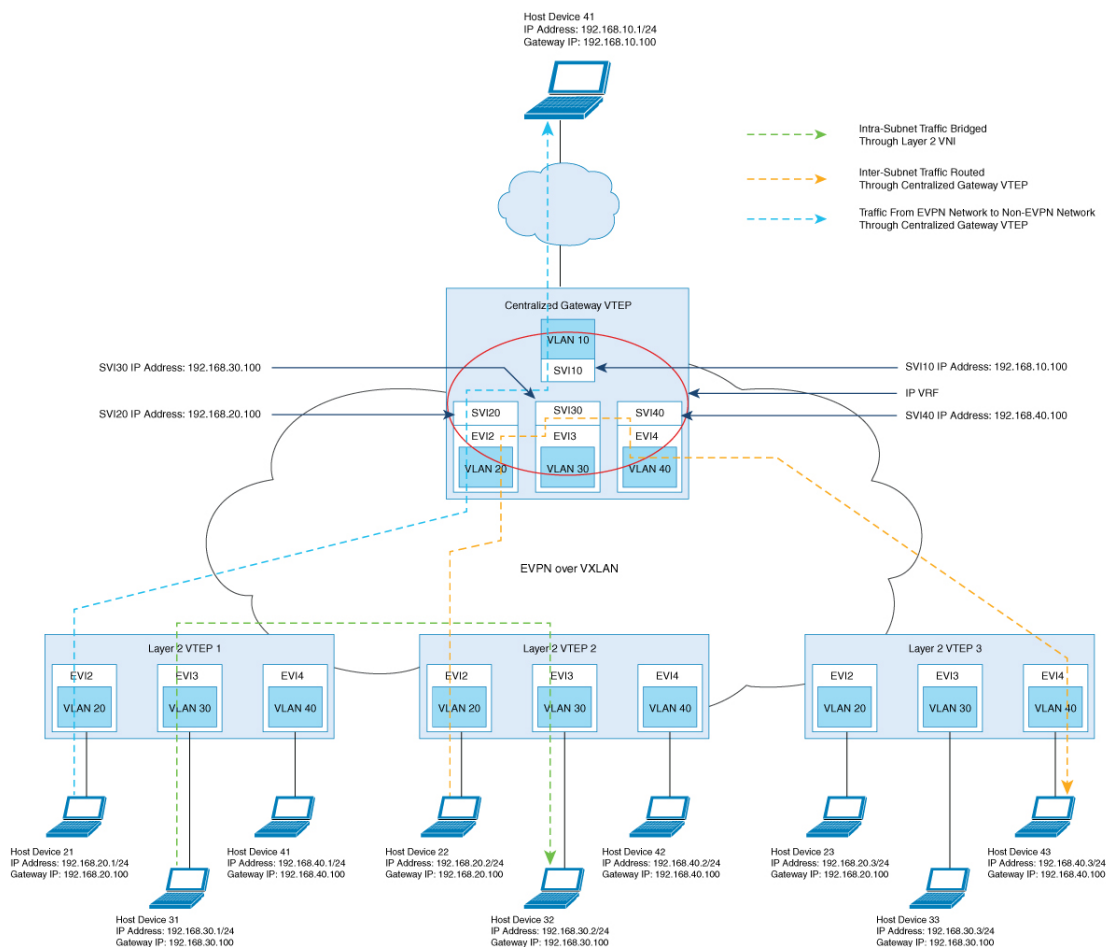 Host Device 41
IP Address: 192.168.10.1/24
Gateway IP: 192.168.10.100
Intra-Subnet Traffic Bridged
Through Layer 2 VNI
Inter-Subnet Traffic Routed
Through Centralized Gateway VTEP
Traffic From EVPN Network to Non-EVPN Network
Through Centralized Gateway VTEP
Centralized Gateway VTEP
VLAN 10
SVI10
SVI30 IP Address: 192.168.30.100
SVI10 IP Address: 192.168.10.100
IP VRF
SVI20 IP Address: 192.168.20.100
SVI40 IP Address: 192.168.40.100
SVI20
SVI30
SVI40
EVI2
EVI3
EVI4
VLAN 20
VLAN 30
VLAN 40
EVPN over VXLAN
Layer 2 VTEP 1
EVI2
EVI3
EVI4
VLAN 20
VLAN 30
VLAN 40
Layer 2 VTEP 2
EVI2
EVI3
EVI4
VLAN 20
VLAN 30
VLAN 40
Layer 2 VTEP 3
EVI2
EVI3
EVI4
VLAN 20
VLAN 30
VLAN 40
Host Device 21
IP Address: 192.168.20.1/24
Gateway IP: 192.168.20.100
Host Device 41
IP Address: 192.168.40.1/24
Gateway IP: 192.168.40.100
Host Device 22
IP Address: 192.168.20.2/24
Gateway IP: 192.168.20.100
Host Device 42
IP Address: 192.168.40.2/24
Gateway IP: 192.168.40.100
Host Device 23
IP Address: 192.168.20.3/24
Gateway IP: 192.168.20.100
Host Device 43
IP Address: 192.168.40.3/24
Gateway IP: 192.168.40.100
Host Device 31
IP Address: 192.168.30.1/24
Gateway IP: 192.168.30.100
Host Device 32
IP Address: 192.168.30.2/24
Gateway IP: 192.168.30.100
Host Device 33
IP Address: 192.168.30.3/24
Gateway IP: 192.168.30.100